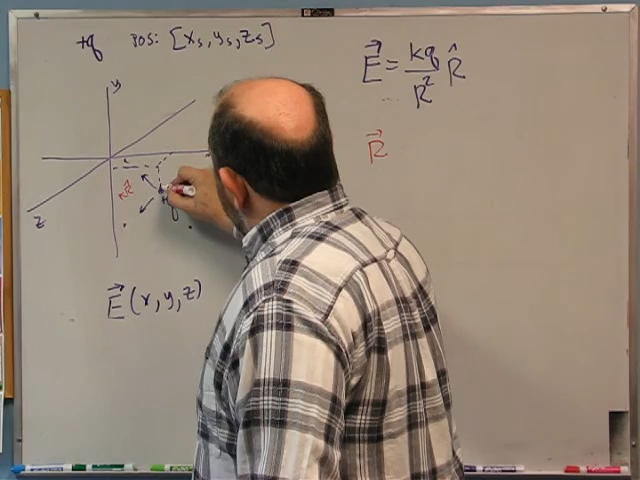 +q pos: [xs, ys, zs]
E⃗ = kq/R² R̂
y
R⃗
R⃗
z
q
E⃗(x, y, z)